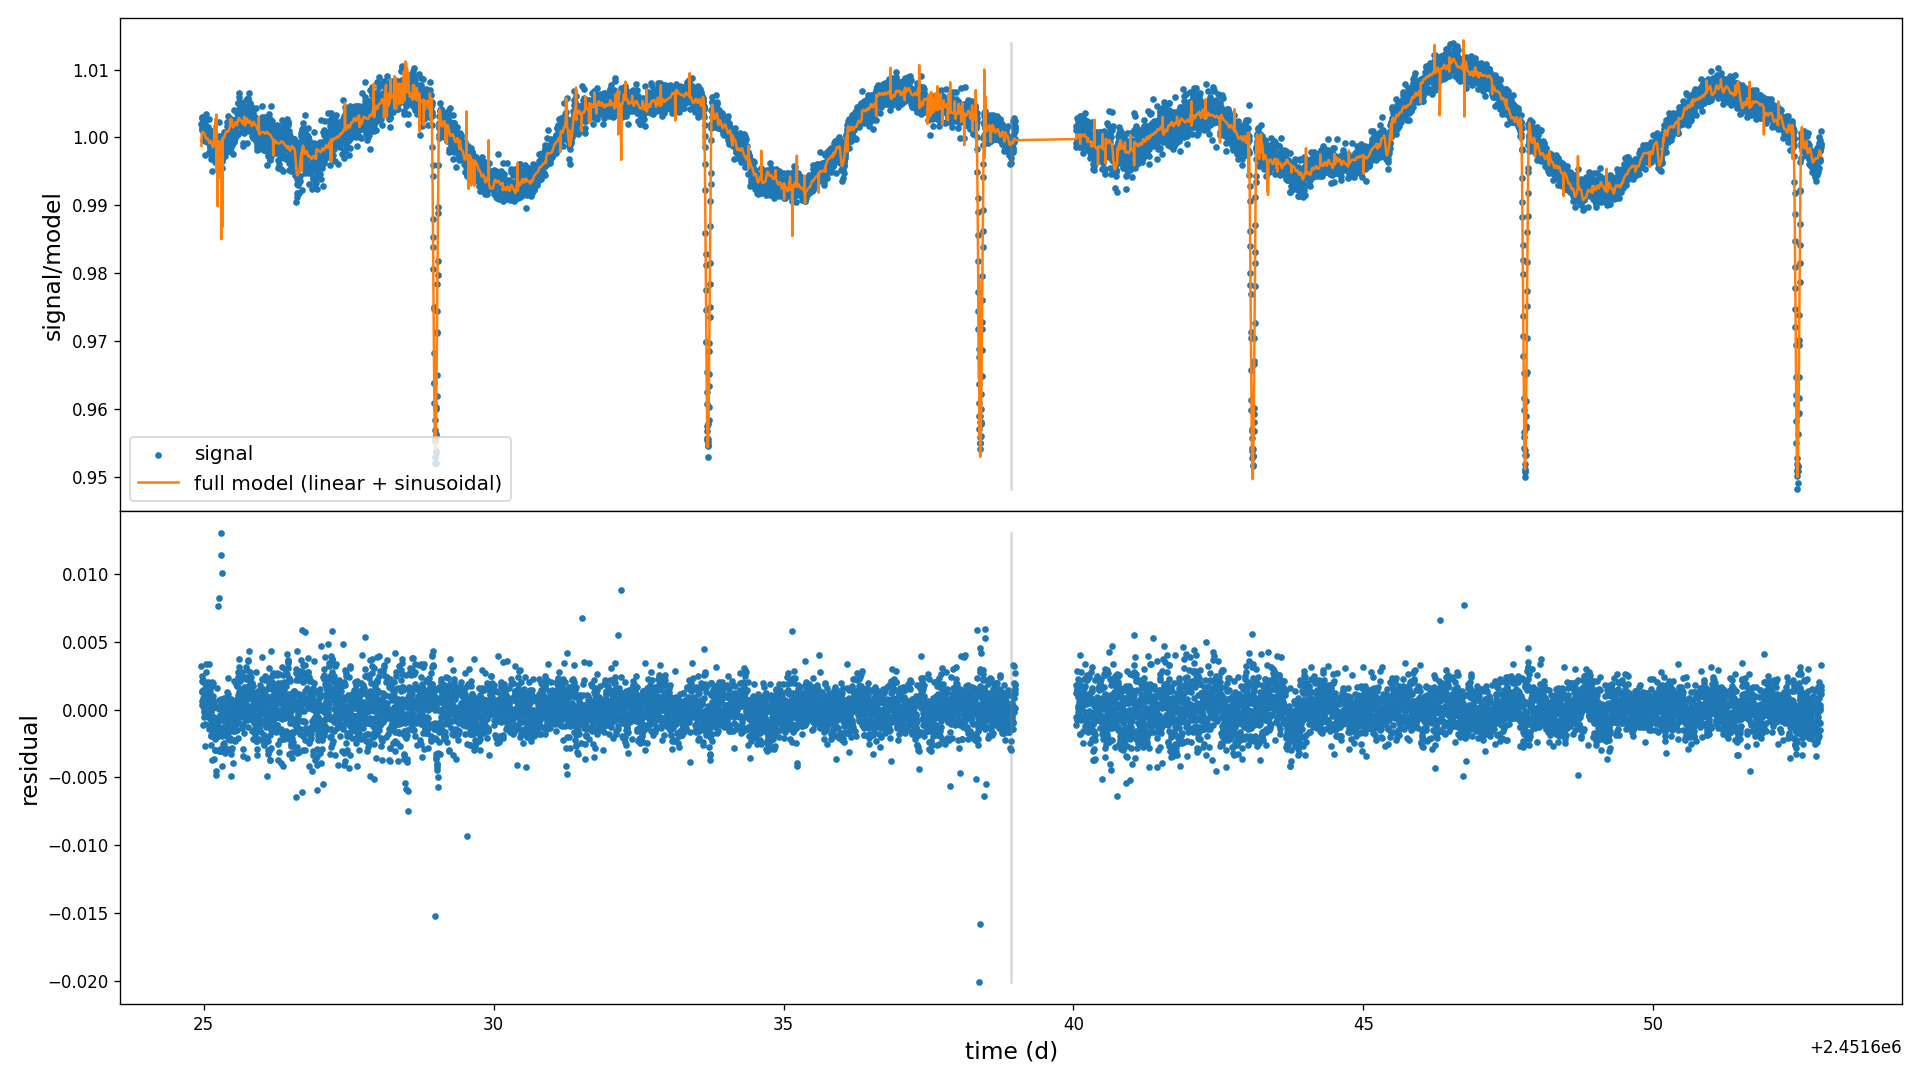 1.01
1.00
0.99
0.98
0.97
0.96
0.95
signal/model
signal
full model (linear + sinusoidal)
0.010
0.005
0.000
−0.005
−0.010
−0.015
−0.020
residual
25 30 35 40 45 50
time (d)
+2.4516e6